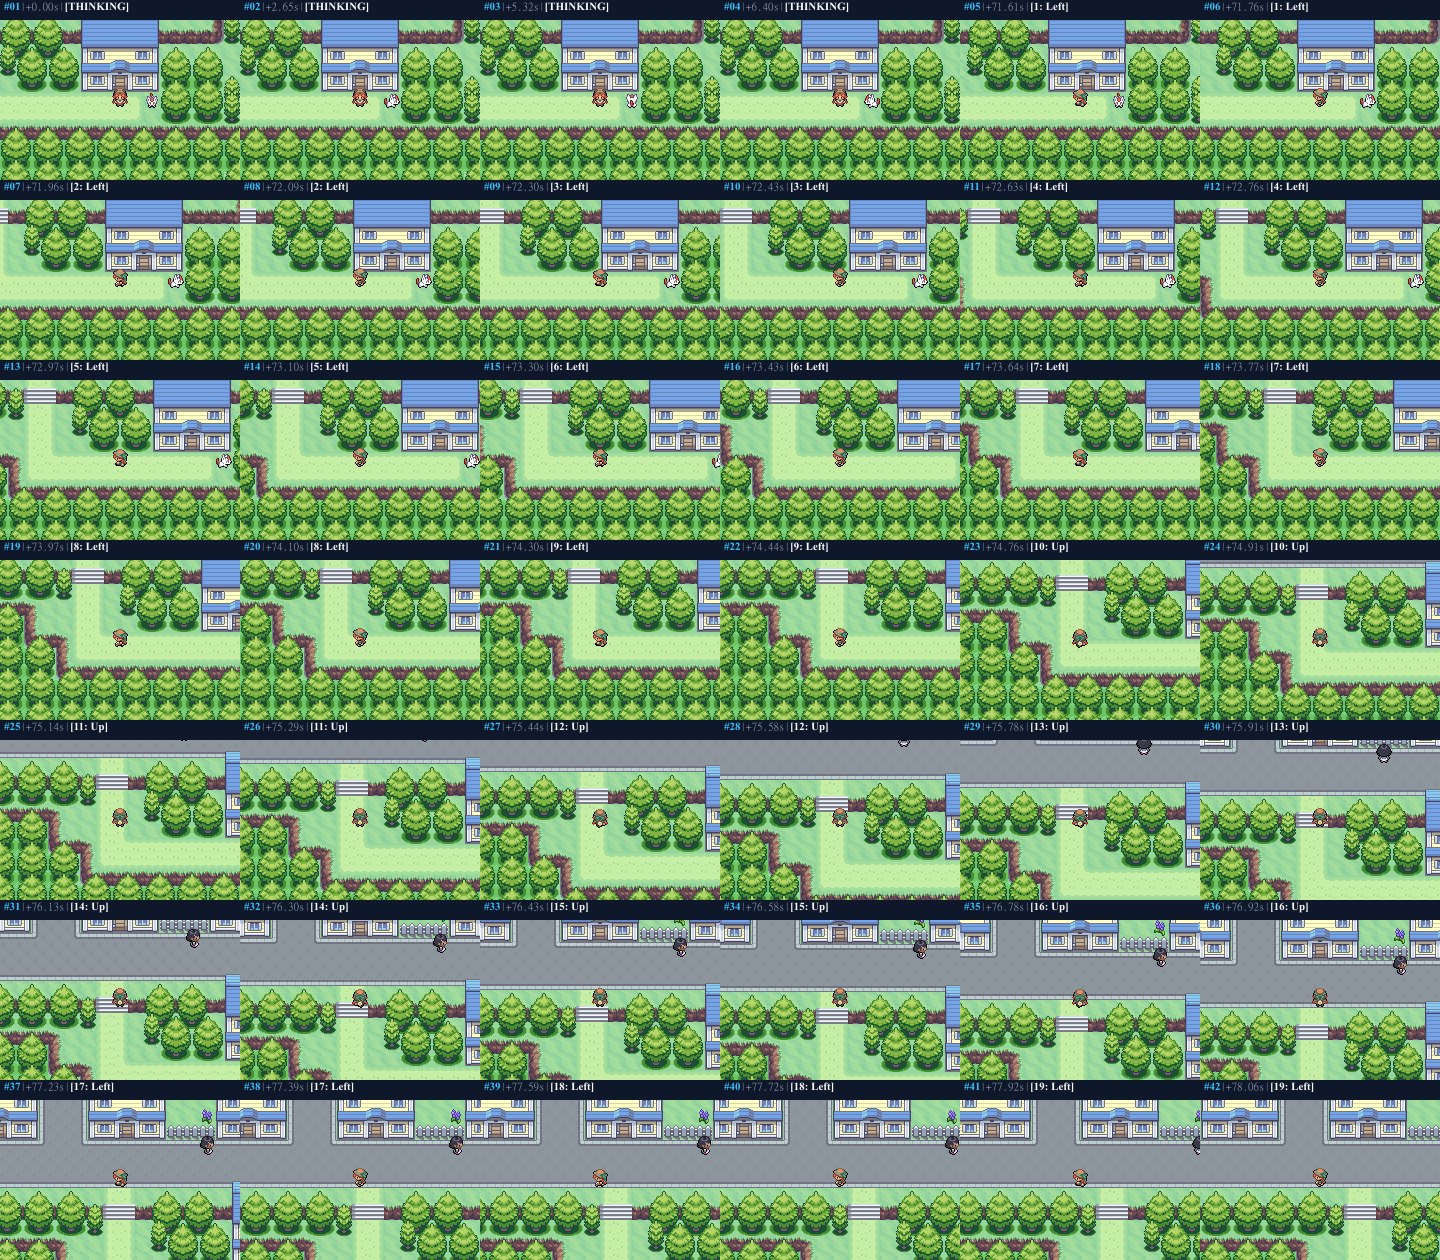 #01 | +0.00s | [THINKING]
#02 | +2.65s | [THINKING]
#03 | +5.32s | [THINKING]
#04 | +6.40s | [THINKING]
#05 | +71.61s | [1: Left]
#06 | +71.76s | [1: Left]
#07 | +71.96s | [2: Left]
#08 | +72.09s | [2: Left]
#09 | +72.30s | [3: Left]
#10 | +72.43s | [3: Left]
#11 | +72.63s | [4: Left]
#12 | +72.76s | [4: Left]
#13 | +72.97s | [5: Left]
#14 | +73.10s | [5: Left]
#15 | +73.30s | [6: Left]
#16 | +73.43s | [6: Left]
#17 | +73.64s | [7: Left]
#18 | +73.77s | [7: Left]
#19 | +73.97s | [8: Left]
#20 | +74.10s | [8: Left]
#21 | +74.30s | [9: Left]
#22 | +74.44s | [9: Left]
#23 | +74.76s | [10: Up]
#24 | +74.91s | [10: Up]
#25 | +75.14s | [11: Up]
#26 | +75.29s | [11: Up]
#27 | +75.44s | [12: Up]
#28 | +75.58s | [12: Up]
#29 | +75.78s | [13: Up]
#30 | +75.91s | [13: Up]
#31 | +76.13s | [14: Up]
#32 | +76.30s | [14: Up]
#33 | +76.43s | [15: Up]
#34 | +76.58s | [15: Up]
#35 | +76.78s | [16: Up]
#36 | +76.92s | [16: Up]
#37 | +77.23s | [17: Left]
#38 | +77.39s | [17: Left]
#39 | +77.59s | [18: Left]
#40 | +77.72s | [18: Left]
#41 | +77.92s | [19: Left]
#42 | +78.06s | [19: Left]